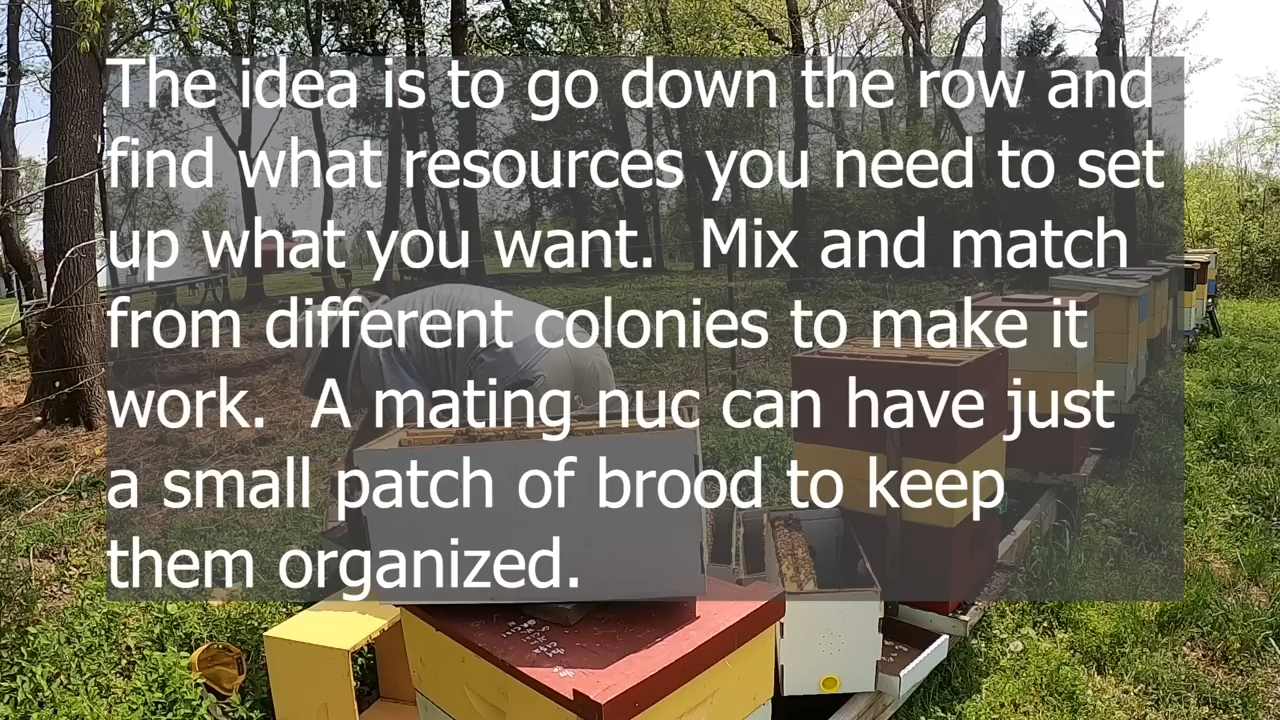 The idea is to go down the row and
find what resources you need to set
up what you want.  Mix and match
from different colonies to make it
work.  A mating nuc can have just
a small patch of brood to keep
them organized.